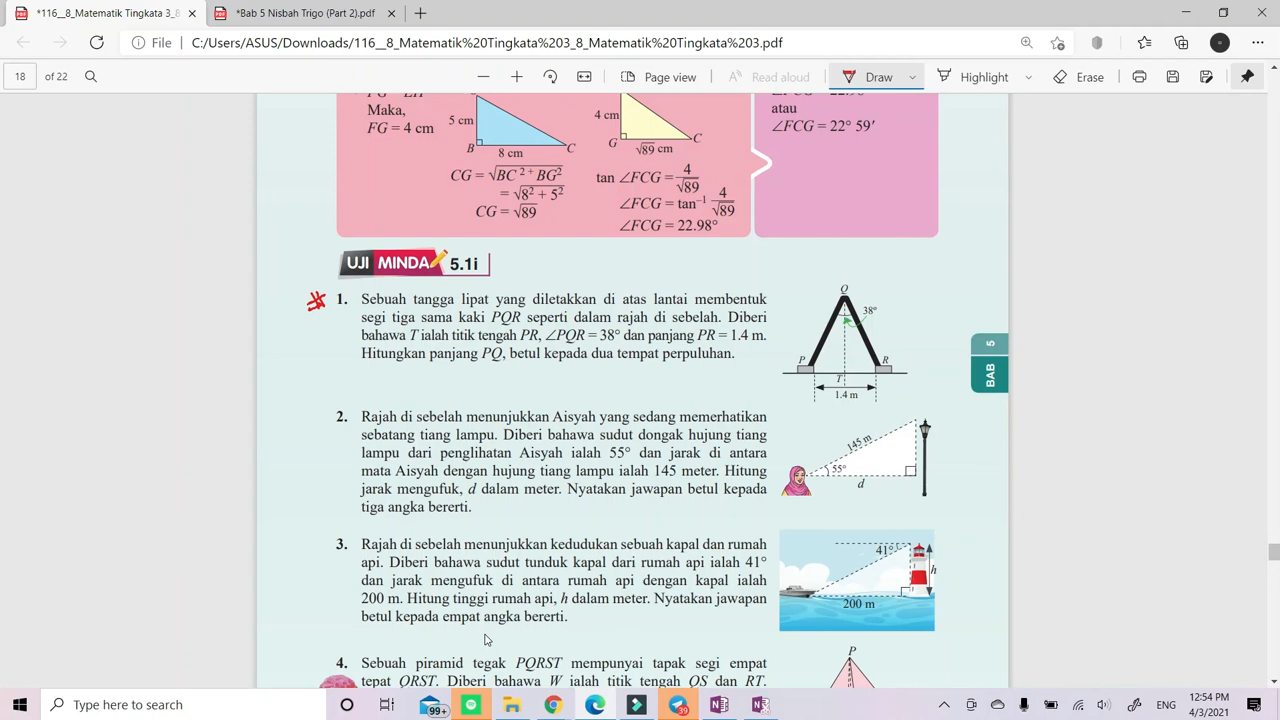 *116__8_Matematik Tingkata 3_8_
*Bab 5 Nisbah Trigo (Part 2).pdf
File
C:/Users/ASUS/Downloads/116__8_Matematik%20Tingkata%203_8_Matematik%20Tingkata%203.pdf
18 of 22
Page view
Read aloud
Draw
Highlight
Erase
Maka,
FG = 4 cm
5 cm
B
8 cm
C
CG = √BC² + BG²
= √8² + 5²
CG = √89
4 cm
G
√89 cm
C
tan ∠FCG = 4/√89
∠FCG = tan⁻¹ 4/√89
∠FCG = 22.98°
atau
∠FCG = 22° 59′
UJI MINDA 5.1i
1. Sebuah tangga lipat yang diletakkan di atas lantai membentuk
segi tiga sama kaki PQR seperti dalam rajah di sebelah. Diberi
bahawa T ialah titik tengah PR, ∠PQR = 38° dan panjang PR = 1.4 m.
Hitungkan panjang PQ, betul kepada dua tempat perpuluhan.
Q
38°
P
R
T
1.4 m
5
BAB
2. Rajah di sebelah menunjukkan Aisyah yang sedang memerhatikan
sebatang tiang lampu. Diberi bahawa sudut dongak hujung tiang
lampu dari penglihatan Aisyah ialah 55° dan jarak di antara
mata Aisyah dengan hujung tiang lampu ialah 145 meter. Hitung
jarak mengufuk, d dalam meter. Nyatakan jawapan betul kepada
tiga angka bererti.
145 m
55°
d
3. Rajah di sebelah menunjukkan kedudukan sebuah kapal dan rumah
api. Diberi bahawa sudut tunduk kapal dari rumah api ialah 41°
dan jarak mengufuk di antara rumah api dengan kapal ialah
200 m. Hitung tinggi rumah api, h dalam meter. Nyatakan jawapan
betul kepada empat angka bererti.
41°
h
200 m
4. Sebuah piramid tegak PQRST mempunyai tapak segi empat
tepat QRST. Diberi bahawa W ialah titik tengah QS dan RT.
P
Type here to search
99+
39
ENG
12:54 PM
4/3/2021